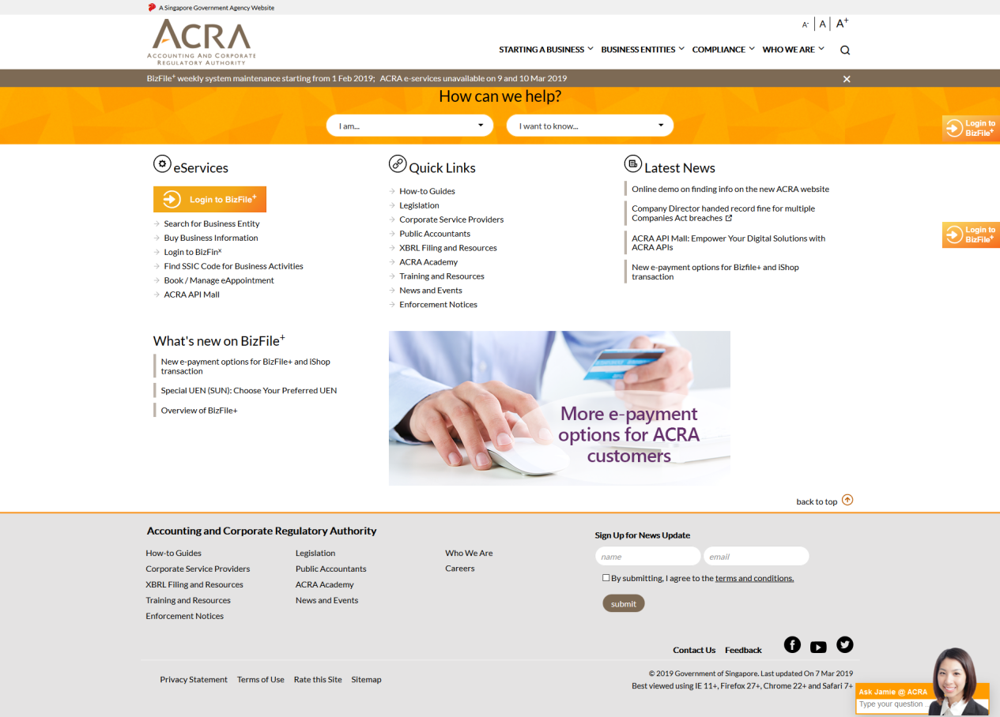 A Singapore Government Agency Website
ACRA
ACCOUNTING AND CORPORATE
REGULATORY AUTHORITY
A- A A+
STARTING A BUSINESS BUSINESS ENTITIES COMPLIANCE WHO WE ARE
BizFile+ weekly system maintenance starting from 1 Feb 2019; ACRA e-services unavailable on 9 and 10 Mar 2019
How can we help?
I am... I want to know...
Login to
BizFile+
eServices
Login to BizFile+
Search for Business Entity
Buy Business Information
Login to BizFinx
Find SSIC Code for Business Activities
Book / Manage eAppointment
ACRA API Mall
Quick Links
How-to Guides
Legislation
Corporate Service Providers
Public Accountants
XBRL Filing and Resources
ACRA Academy
Training and Resources
News and Events
Enforcement Notices
Latest News
Online demo on finding info on the new ACRA website
Company Director handed record fine for multiple
Companies Act breaches
ACRA API Mall: Empower Your Digital Solutions with
ACRA APIs
New e-payment options for Bizfile+ and iShop
transaction
Login to
BizFile+
What's new on BizFile+
New e-payment options for BizFile+ and iShop
transaction
Special UEN (SUN): Choose Your Preferred UEN
Overview of BizFile+
More e-payment
options for ACRA
customers
back to top
Accounting and Corporate Regulatory Authority
How-to Guides
Corporate Service Providers
XBRL Filing and Resources
Training and Resources
Enforcement Notices
Legislation
Public Accountants
ACRA Academy
News and Events
Who We Are
Careers
Sign Up for News Update
name email
By submitting, I agree to the terms and conditions.
submit
Contact Us Feedback
Privacy Statement Terms of Use Rate this Site Sitemap
© 2019 Government of Singapore. Last updated On 7 Mar 2019
Best viewed using IE 11+, Firefox 27+, Chrome 22+ and Safari 7+
Ask Jamie @ ACRA
Type your question ...